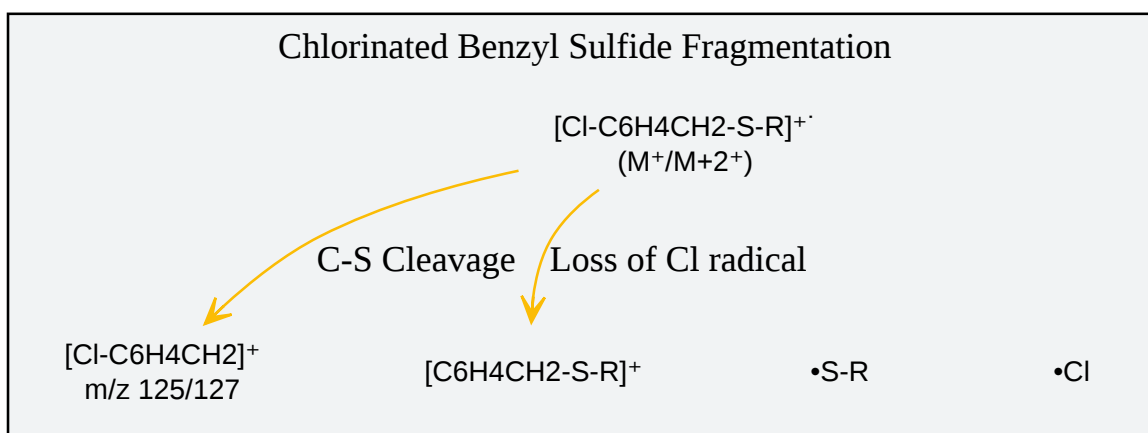 Chlorinated Benzyl Sulfide Fragmentation
[Cl-C6H4CH2-S-R]⁺˙
(M⁺/M+2⁺)
C-S Cleavage
Loss of Cl radical
[Cl-C6H4CH2]⁺
m/z 125/127
[C6H4CH2-S-R]⁺
•S-R
•Cl